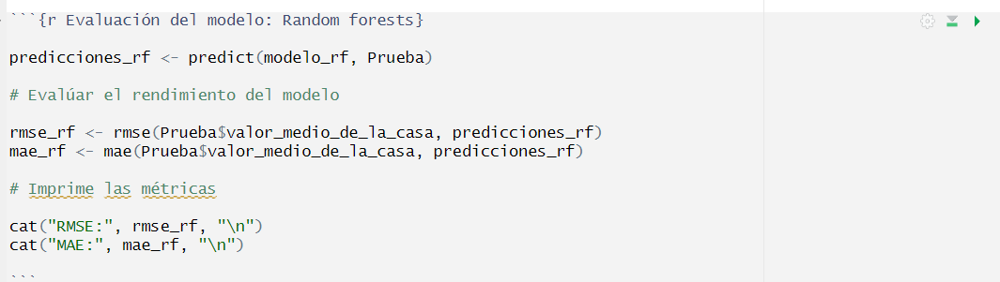 ```{r Evaluación del modelo: Random forests}
predicciones_rf <- predict(modelo_rf, Prueba)
# Evalúar el rendimiento del modelo
rmse_rf <- rmse(Prueba$valor_medio_de_la_casa, predicciones_rf)
mae_rf <- mae(Prueba$valor_medio_de_la_casa, predicciones_rf)
# Imprime las métricas
cat("RMSE:", rmse_rf, "\n")
cat("MAE:", mae_rf, "\n")
```